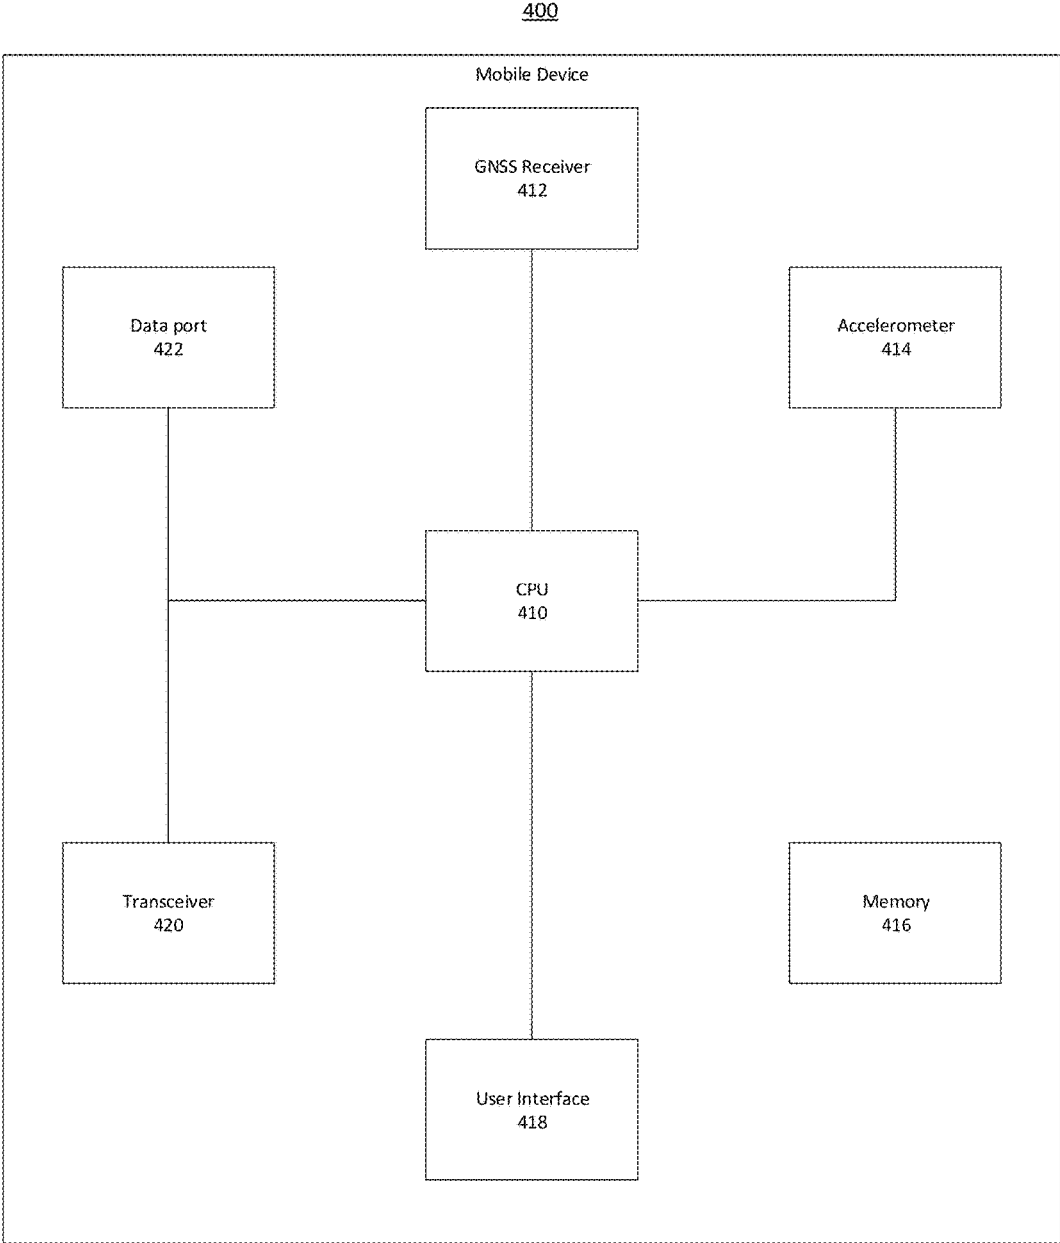 400
Mobile Device
GNSS Receiver
412
Data port
422
Accelerometer
414
CPU
410
Transceiver
420
Memory
416
User Interface
418